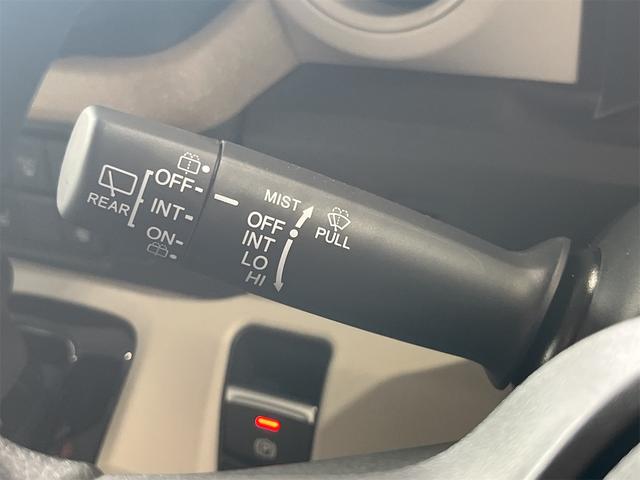 REAR
OFF
INT
ON
MIST
OFF
INT
LO
HI
PULL